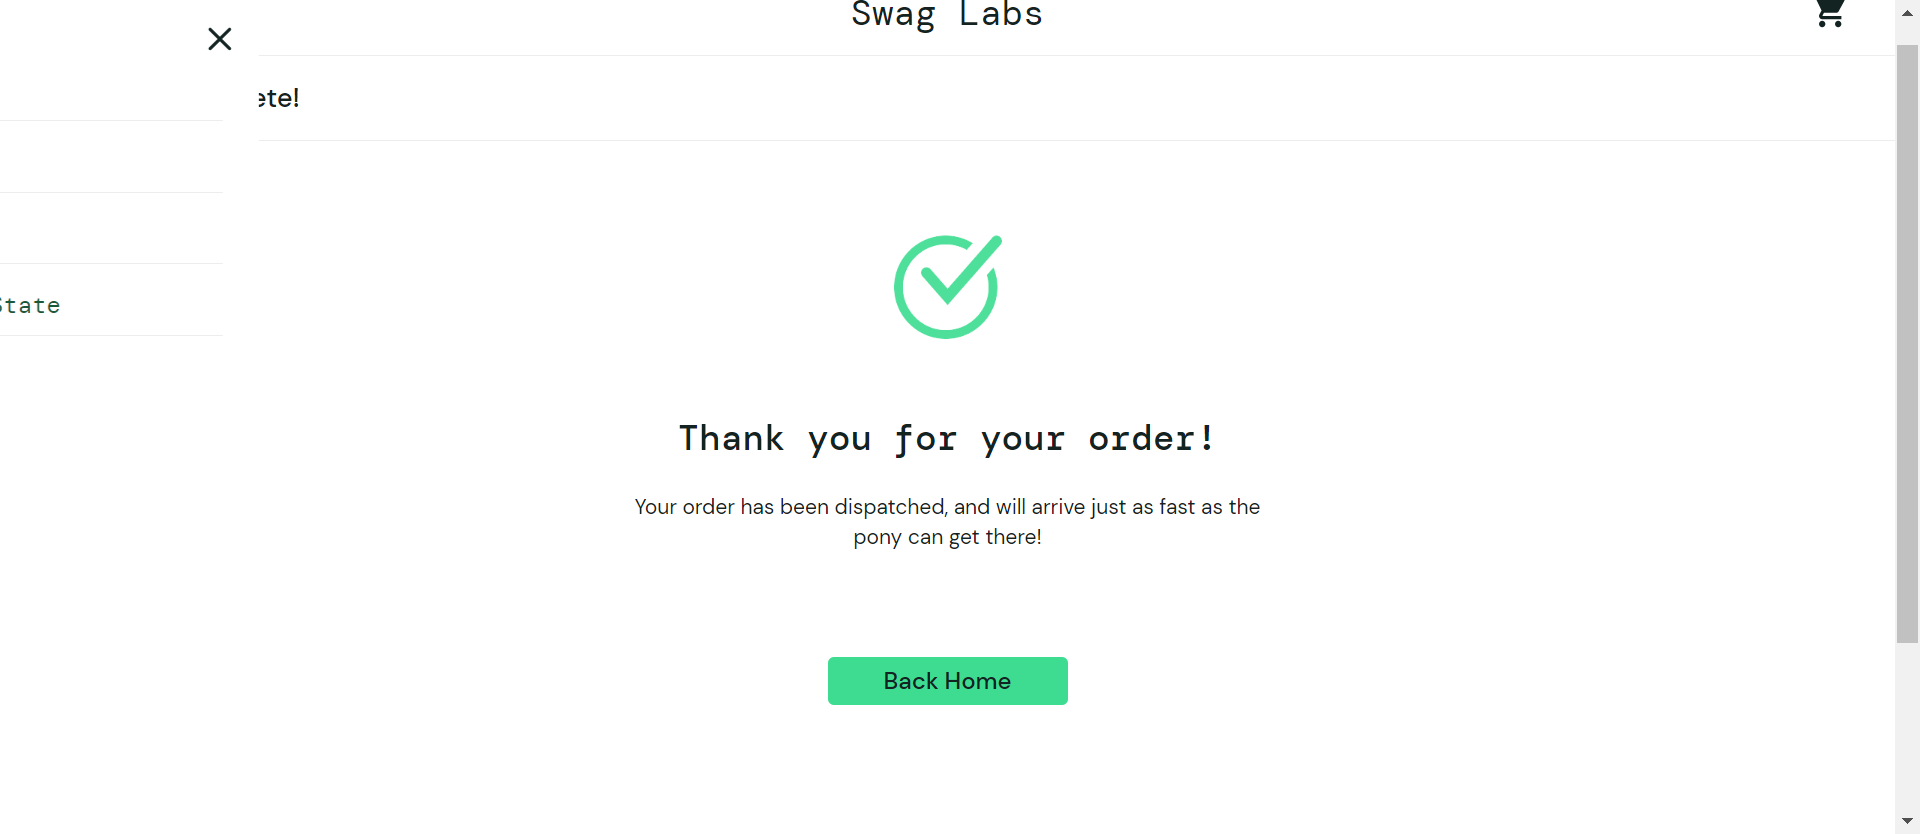 Swag Labs
ete!
State
Thank you for your order!
Your order has been dispatched, and will arrive just as fast as the
pony can get there!
Back Home